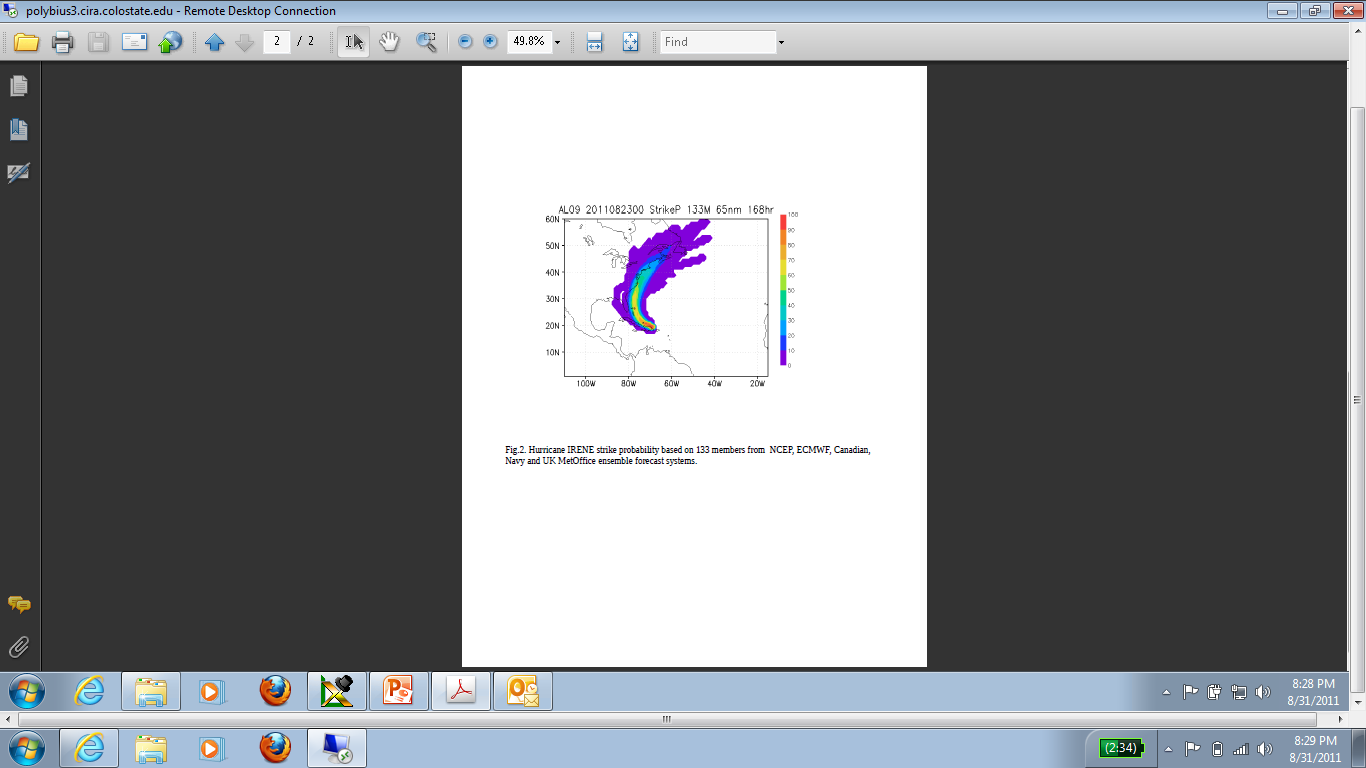 polybius3.cira.colostate.edu - Remote Desktop Connection
2 / 2
49.8%
Find
AL09 2011082300 StrikeP 133M 65nm 168hr
60N
50N
40N
30N
20N
10N
100W 80W 60W 40W 20W
90
80
70
60
50
40
30
20
10
0
Fig.2. Hurricane IRENE strike probability based on 133 members from NCEP, ECMWF, Canadian,
Navy and UK MetOffice ensemble forecast systems.
8:28 PM
8/31/2011
(2:34)
8:29 PM
8/31/2011